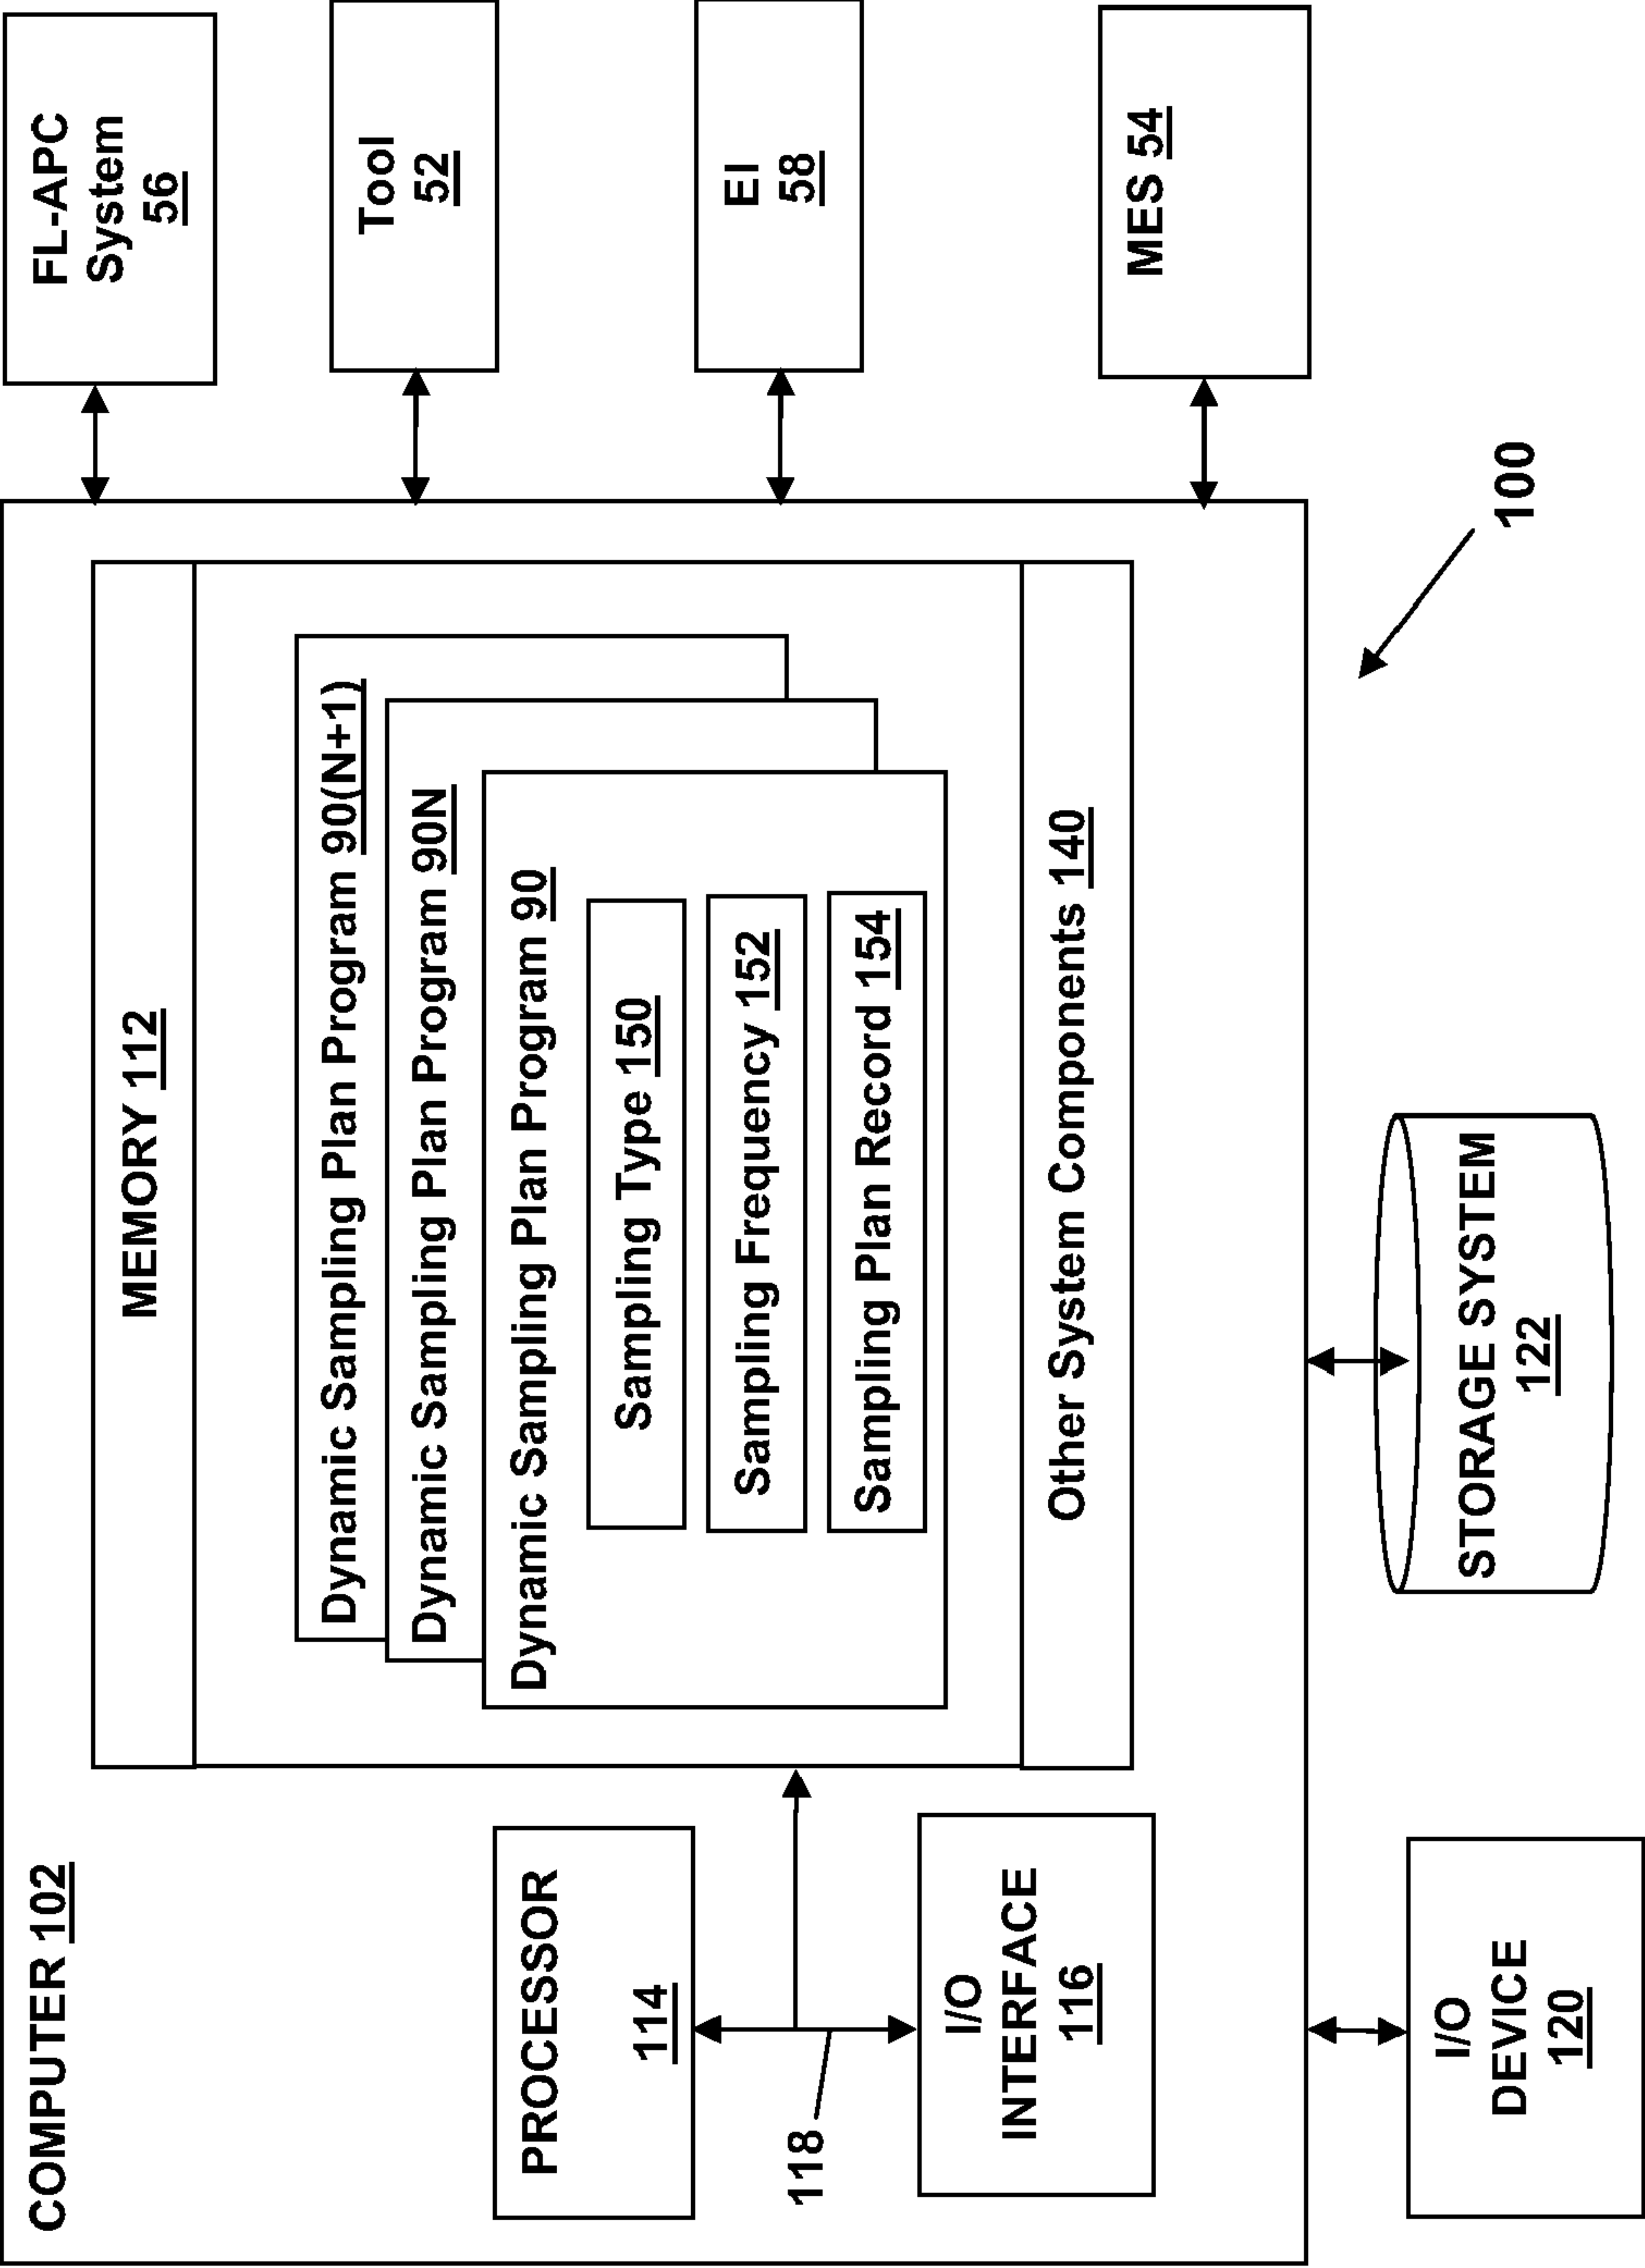 COMPUTER 102
MEMORY 112
Dynamic Sampling Plan Program 90(N+1)
Dynamic Sampling Plan Program 90N
Dynamic Sampling Plan Program 90
Sampling Type 150
Sampling Frequency 152
Sampling Plan Record 154
Other System Components 140
PROCESSOR
114
118
I/O
INTERFACE
116
FL-APC
System
56
Tool
52
EI
58
MES 54
100
I/O
DEVICE
120
STORAGE SYSTEM
122